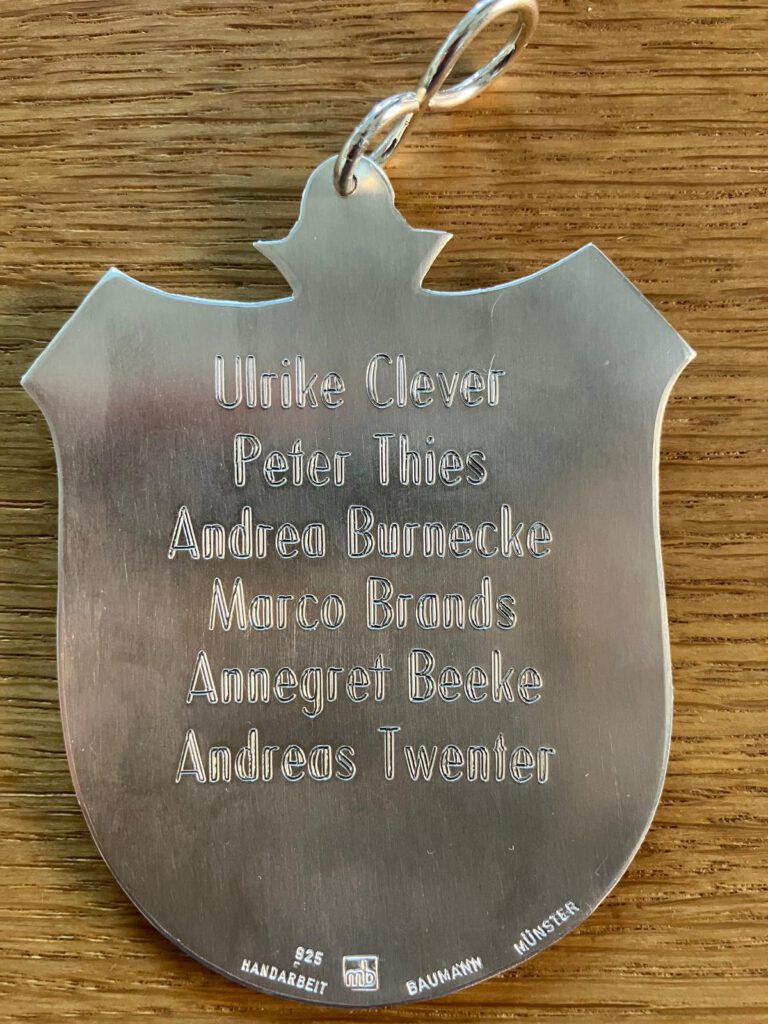 Ulrike Clever
Peter Thies
Andrea Burnecke
Marco Brands
Annegret Beeke
Andreas Twenter
925
HANDARBEIT
mb
BAUMANN
MÜNSTER